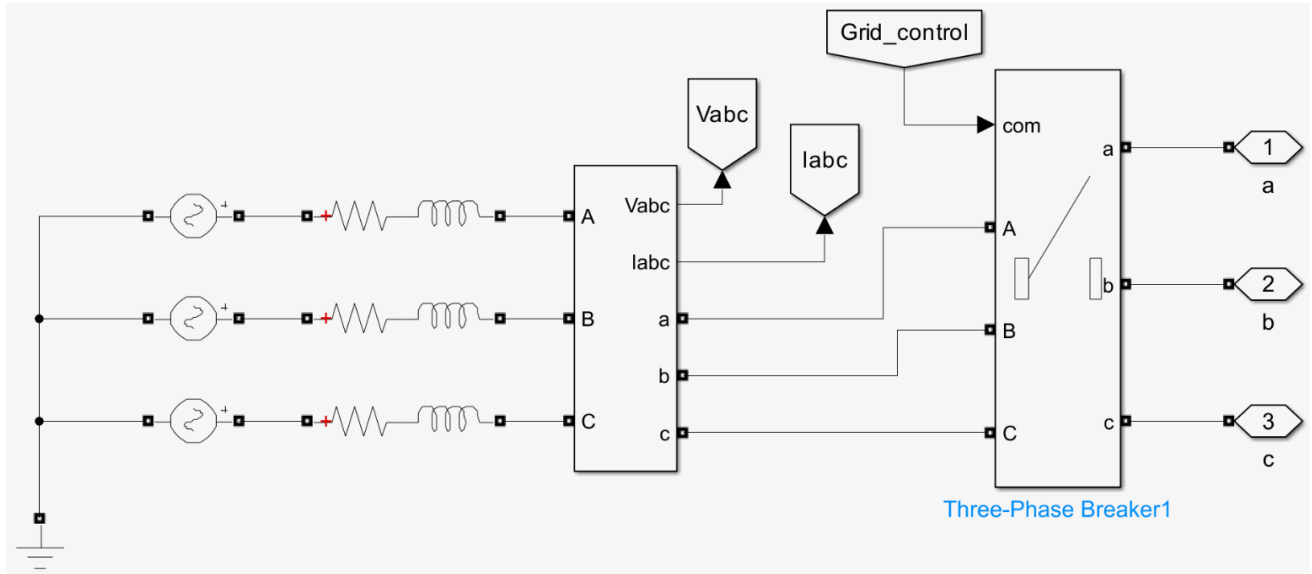 Grid_control
Vabc
Iabc
com
a
1
a
A
Vabc
A
Iabc
b
2
b
B
a
B
b
C
c
C
c
3
c
Three-Phase Breaker1